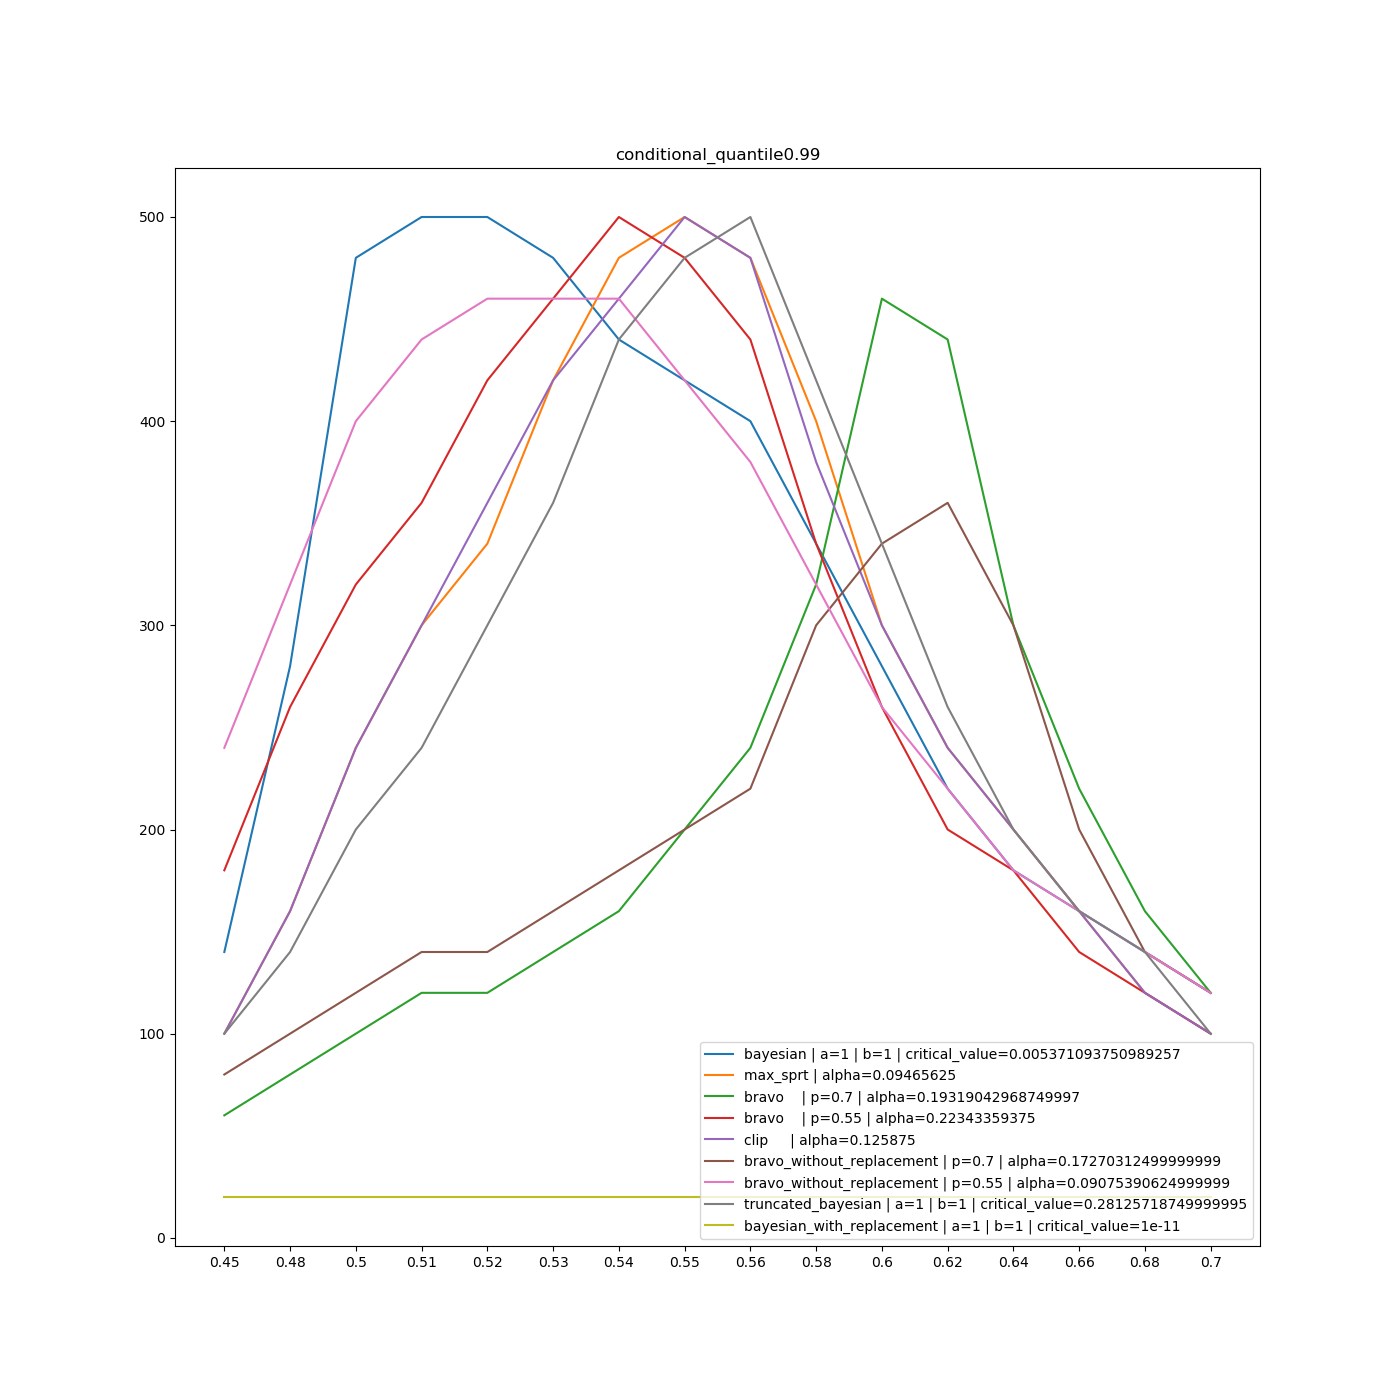 conditional_quantile0.99
500
400
300
200
100
0
bayesian | a=1 | b=1 | critical_value=0.005371093750989257
max_sprt | alpha=0.09465625
bravo    | p=0.7 | alpha=0.19319042968749997
bravo    | p=0.55 | alpha=0.22343359375
clip     | alpha=0.125875
bravo_without_replacement | p=0.7 | alpha=0.17270312499999999
bravo_without_replacement | p=0.55 | alpha=0.09075390624999999
truncated_bayesian | a=1 | b=1 | critical_value=0.28125718749999995
bayesian_with_replacement | a=1 | b=1 | critical_value=1e-11
0.45 0.48 0.5 0.51 0.52 0.53 0.54 0.55 0.56 0.58 0.6 0.62 0.64 0.66 0.68 0.7